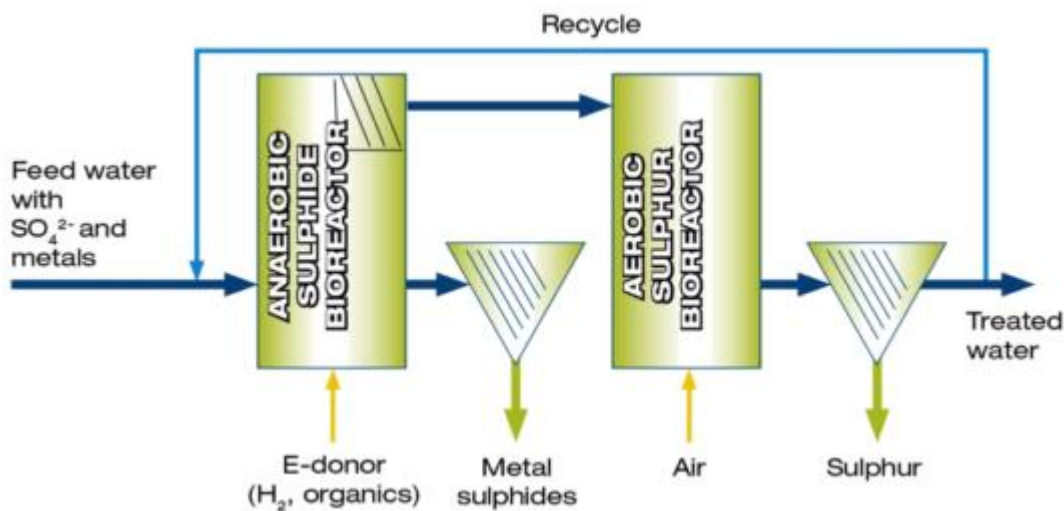 Recycle
Feed water
with
SO₄²⁻ and
metals
ANAEROBIC
SULPHIDE
BIOREACTOR
AEROBIC
SULPHUR
BIOREACTOR
Treated
water
E-donor
(H₂, organics)
Metal
sulphides
Air
Sulphur